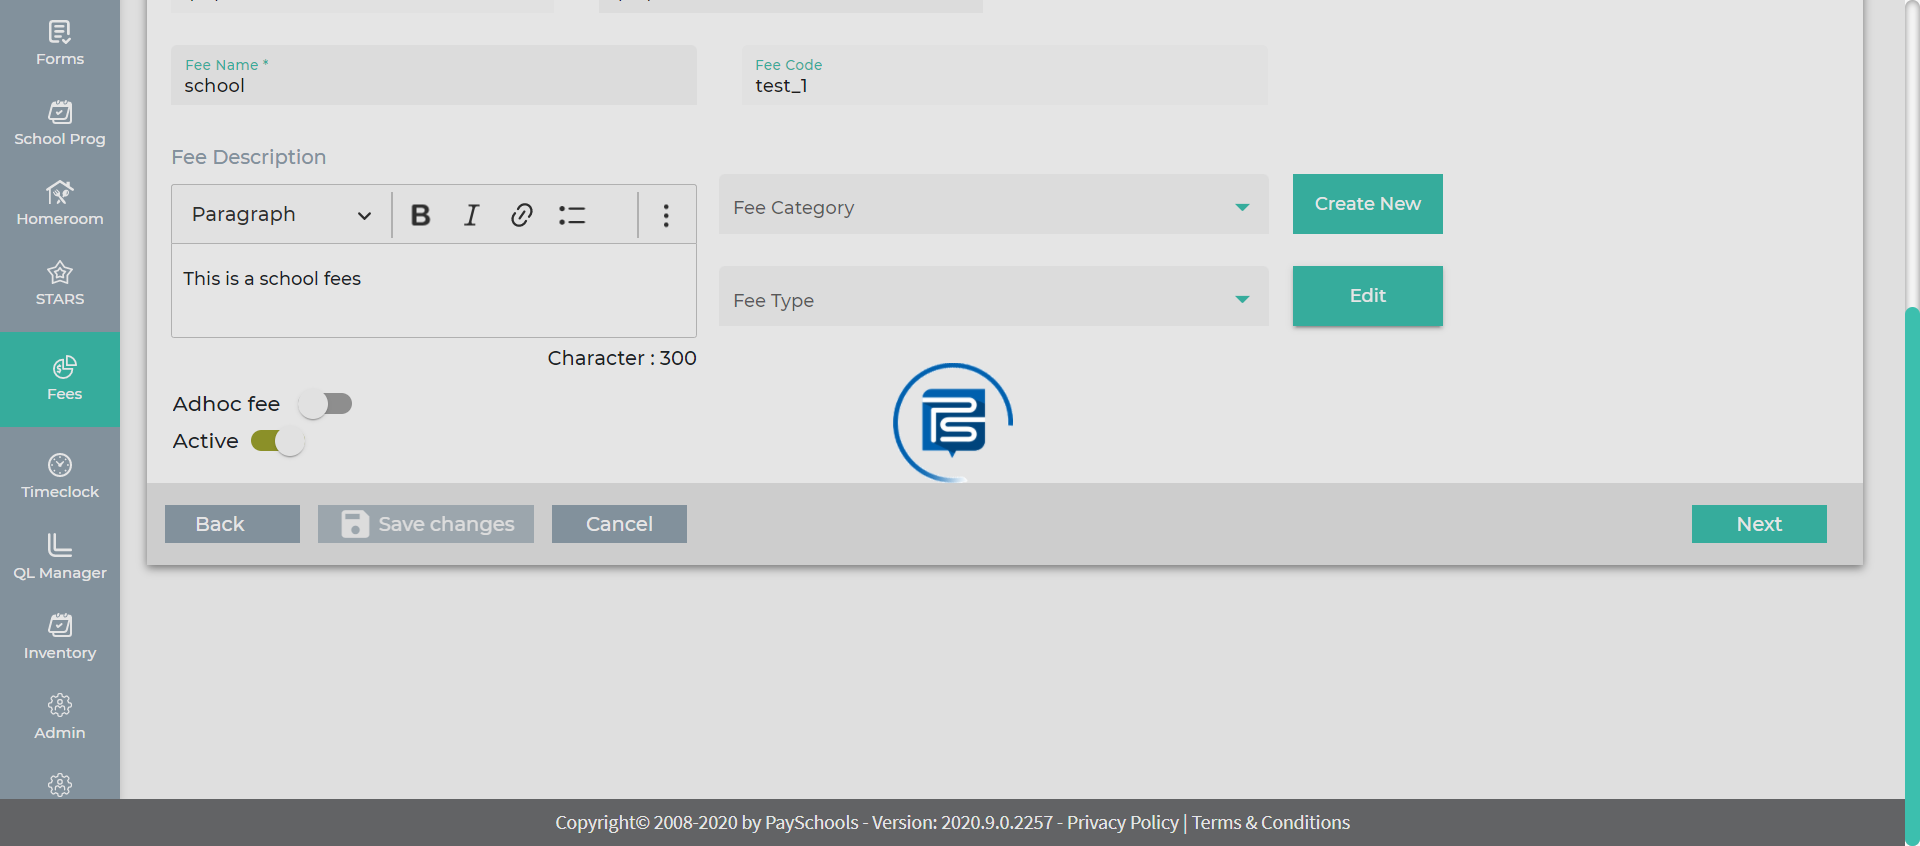 Forms
School Prog
Homeroom
STARS
Fees
Timeclock
QL Manager
Inventory
Admin
Fee Name *
school
Fee Code
test_1
Fee Description
Paragraph
B I
This is a school fees
Character : 300
Fee Category
Create New
Fee Type
Edit
Adhoc fee
Active
PS
Back
Save changes
Cancel
Next
Copyright© 2008-2020 by PaySchools - Version: 2020.9.0.2257 - Privacy Policy | Terms & Conditions